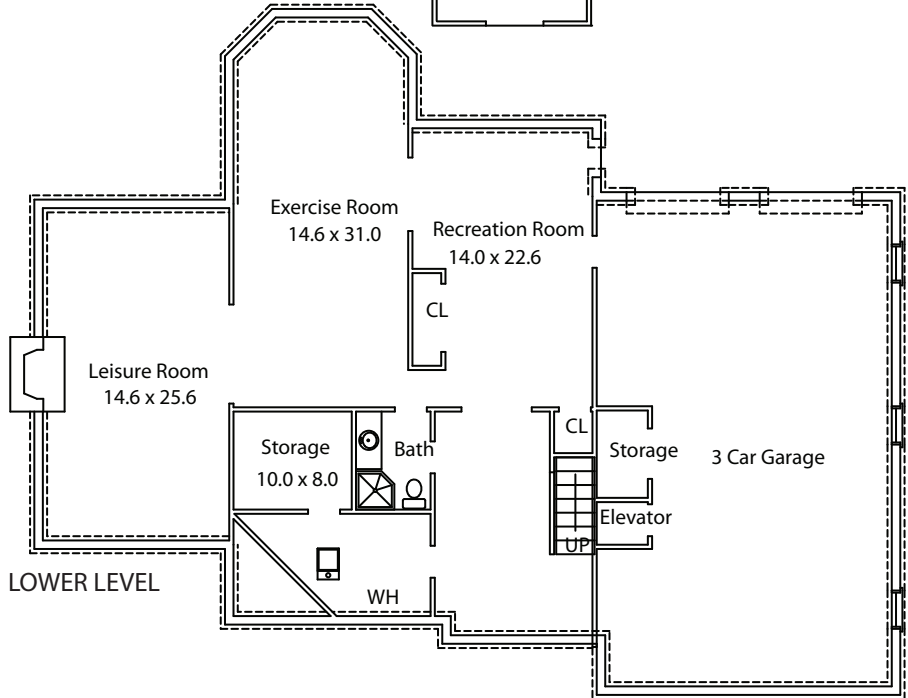 Exercise Room
14.6 x 31.0
Recreation Room
14.0 x 22.6
CL
Leisure Room
14.6 x 25.6
Storage
10.0 x 8.0
Bath
CL
Storage
3 Car Garage
Elevator
UP
WH
LOWER LEVEL